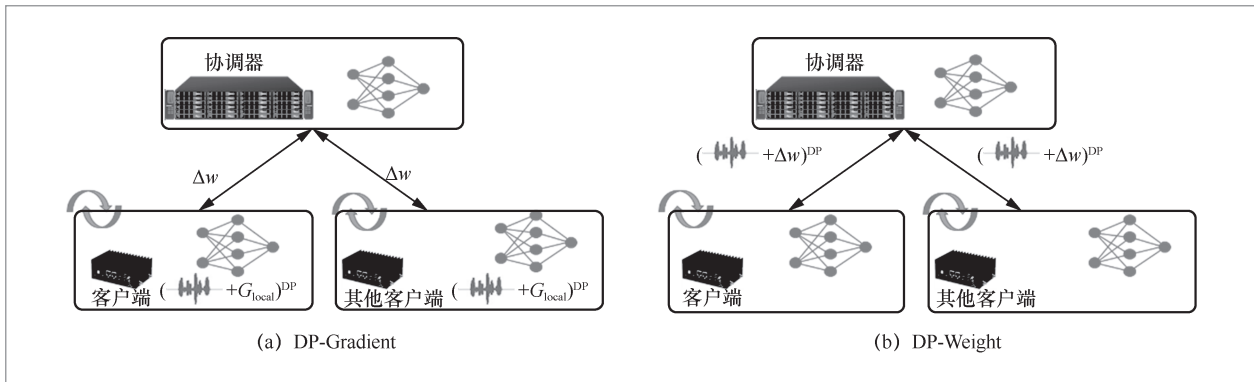 协调器
Δw
Δw
客户端
( +G_local)^DP
其他客户端
( +G_local)^DP
(a) DP-Gradient
协调器
( +Δw)^DP
( +Δw)^DP
客户端
其他客户端
(b) DP-Weight